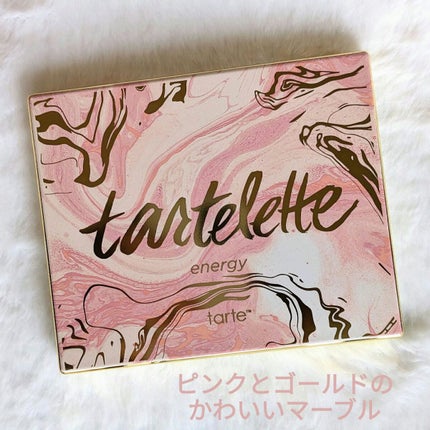 tartelette
energy
tarte™
ピンクとゴールドの
かわいいマーブル